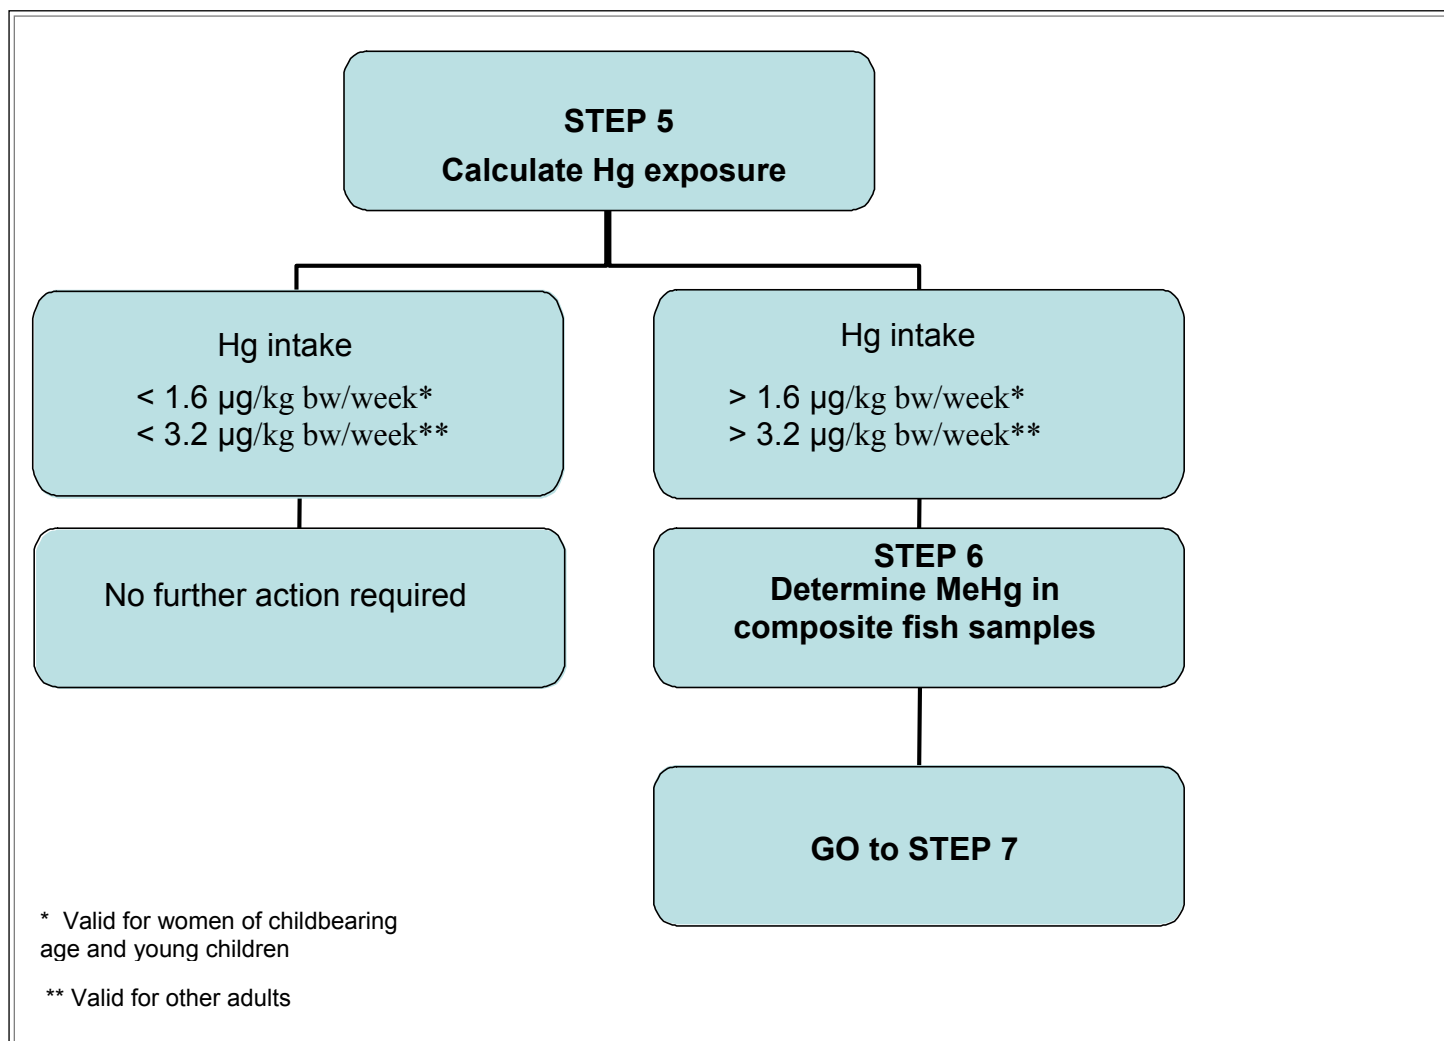 STEP 5
Calculate Hg exposure
Hg intake
< 1.6 µg/kg bw/week*
< 3.2 µg/kg bw/week**
Hg intake
> 1.6 µg/kg bw/week*
> 3.2 µg/kg bw/week**
No further action required
STEP 6
Determine MeHg in
composite fish samples
GO to STEP 7
* Valid for women of childbearing
age and young children
** Valid for other adults